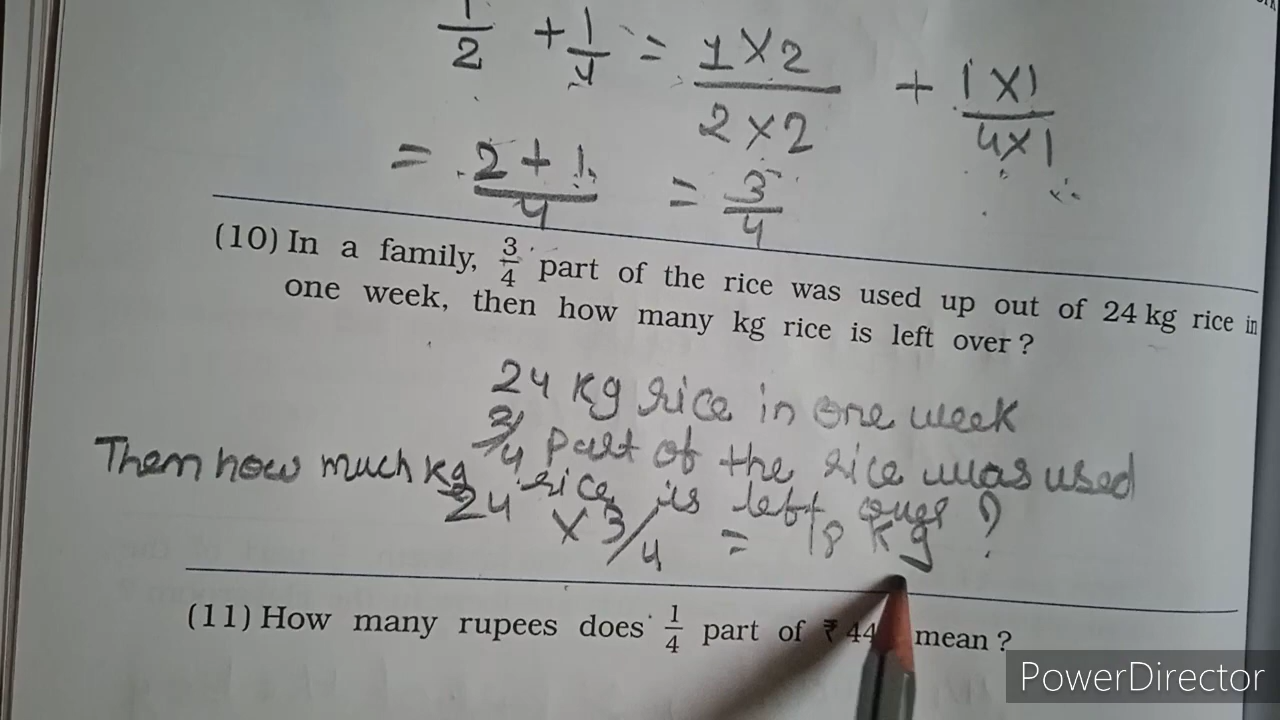 1/2 + 1/4 = 1×2/2×2 + 1×1/4×1
= 2+1/4 = 3/4
(10) In a family, 3/4 part of the rice was used up out of 24 kg rice in
one week, then how many kg rice is left over ?
24 kg rice in one week
3/4 part of the rice was used
Then how much kg rice is left over ?
24 × 3/4 = 18 kg
(11) How many rupees does 1/4 part of ₹ 44 mean ?
PowerDirector